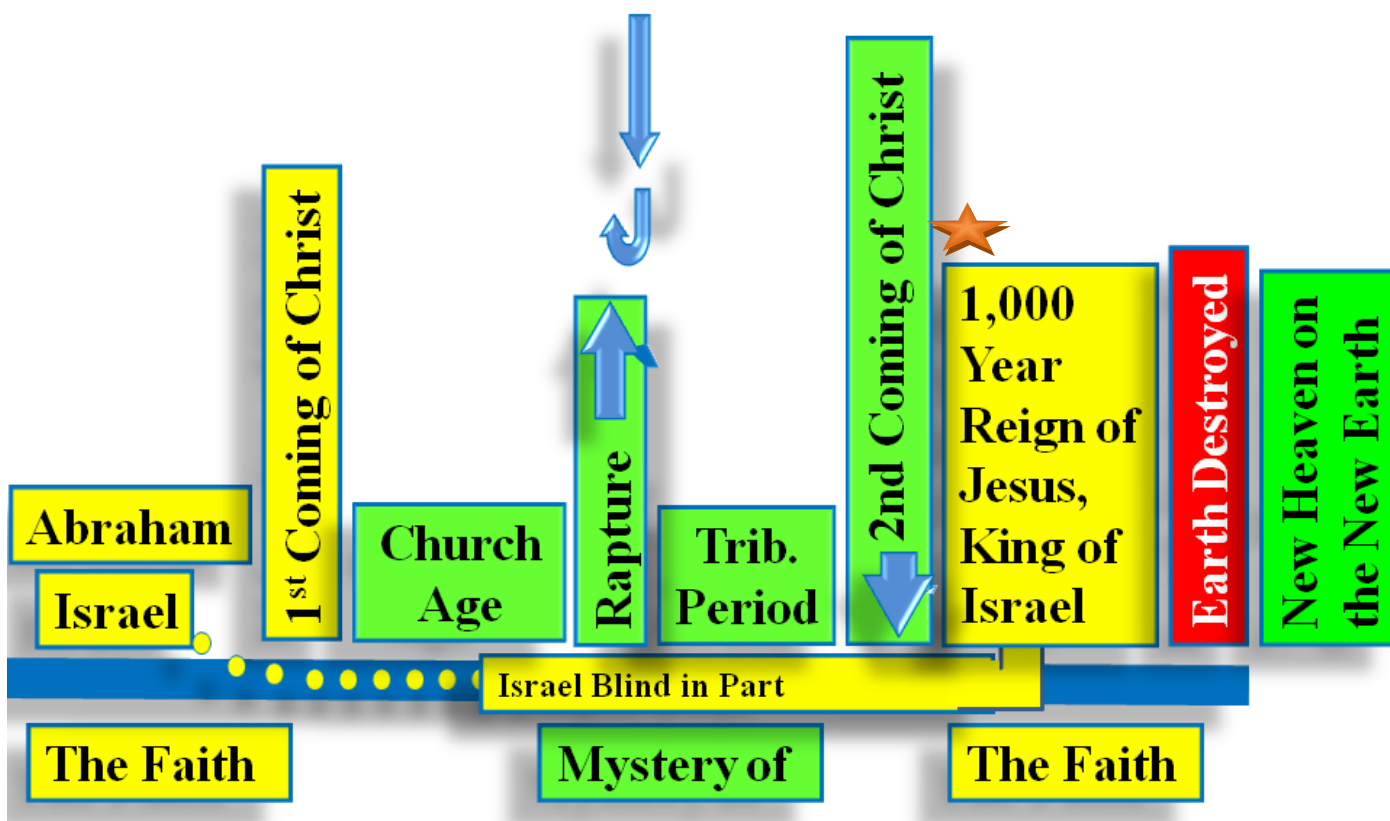 Abraham
Israel
1st Coming of Christ
Church
Age
Rapture
Trib.
Period
2nd Coming of Christ
1,000
Year
Reign of
Jesus,
King of
Israel
Earth Destroyed
New Heaven on
the New Earth
Israel Blind in Part
The Faith
Mystery of
The Faith